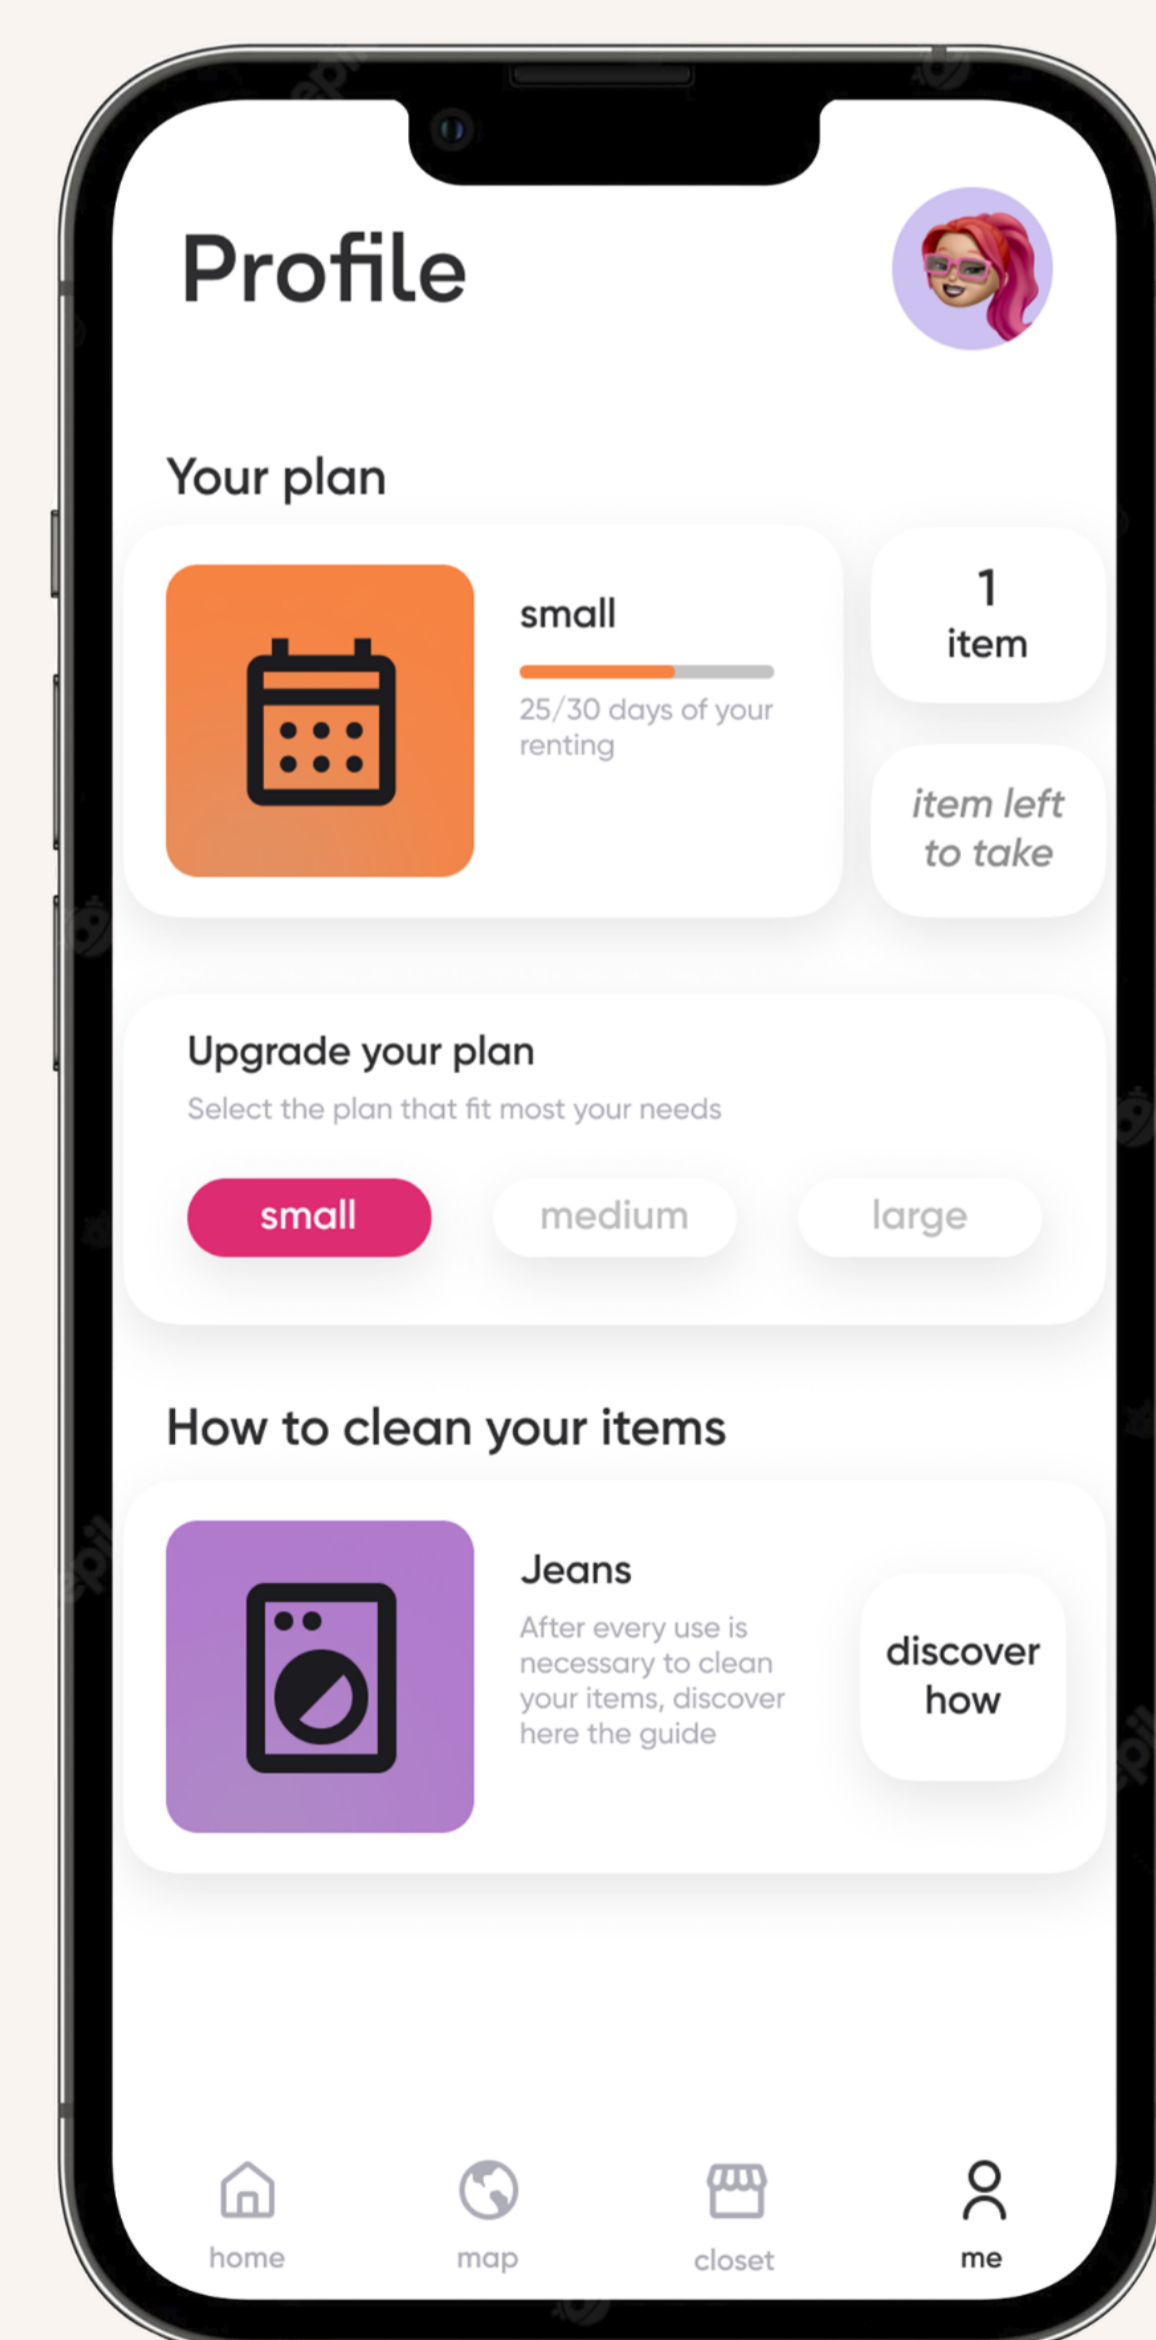 Profile
Your plan
small
25/30 days of your
renting
1
item
item left
to take
Upgrade your plan
Select the plan that fit most your needs
small
medium
large
How to clean your items
Jeans
After every use is
necessary to clean
your items, discover
here the guide
discover
how
home
map
closet
me